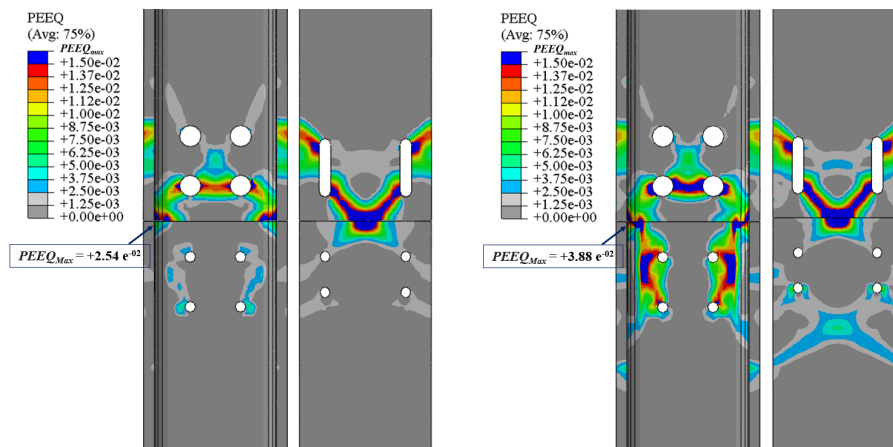 PEEQ
(Avg: 75%)
PEEQmax
+1.50e-02
+1.37e-02
+1.25e-02
+1.12e-02
+1.00e-02
+8.75e-03
+7.50e-03
+6.25e-03
+5.00e-03
+3.75e-03
+2.50e-03
+1.25e-03
+0.00e+00
PEEQMax = +2.54 e-02
PEEQ
(Avg: 75%)
PEEQmax
+1.50e-02
+1.37e-02
+1.25e-02
+1.12e-02
+1.00e-02
+8.75e-03
+7.50e-03
+6.25e-03
+5.00e-03
+3.75e-03
+2.50e-03
+1.25e-03
+0.00e+00
PEEQMax = +3.88 e-02